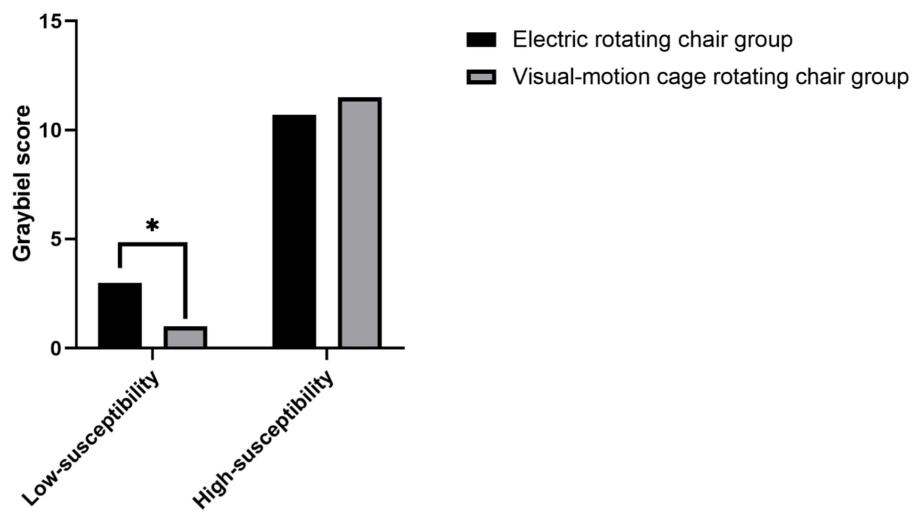 15
10
5
0
Graybiel score
*
Low-susceptibility
High-susceptibility
Electric rotating chair group
Visual-motion cage rotating chair group